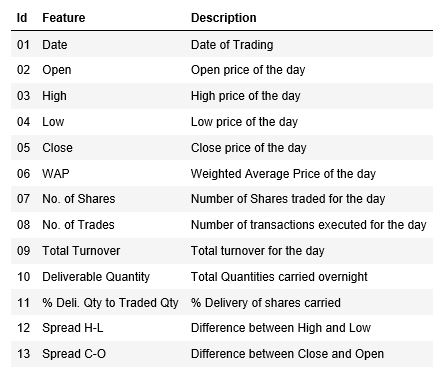 Id Feature Description
01 Date Date of Trading
02 Open Open price of the day
03 High High price of the day
04 Low Low price of the day
05 Close Close price of the day
06 WAP Weighted Average Price of the day
07 No. of Shares Number of Shares traded for the day
08 No. of Trades Number of transactions executed for the day
09 Total Turnover Total turnover for the day
10 Deliverable Quantity Total Quantities carried overnight
11 % Deli. Qty to Traded Qty % Delivery of shares carried
12 Spread H-L Difference between High and Low
13 Spread C-O Difference between Close and Open